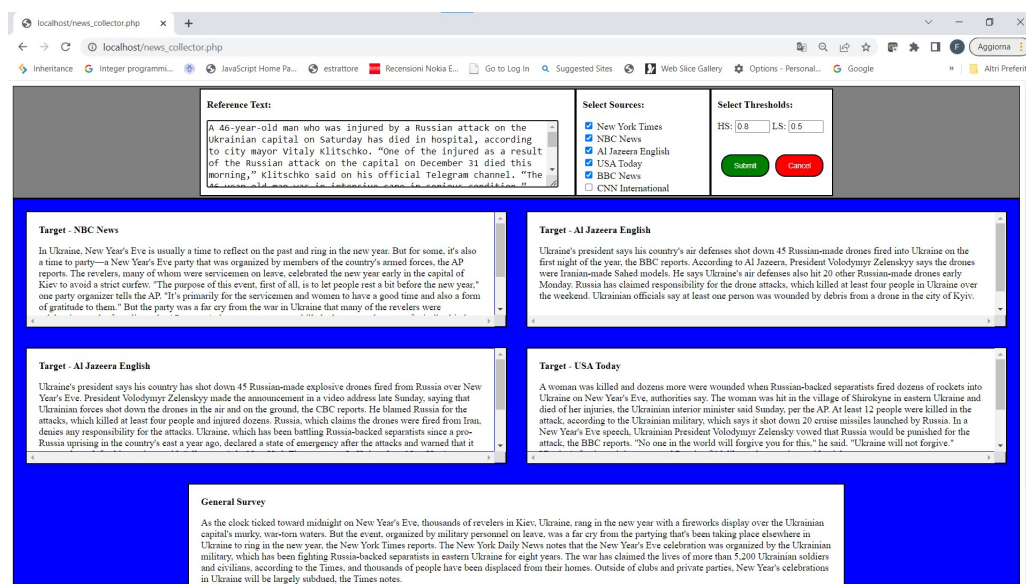 localhost/news_collector.php
localhost/news_collector.php
Aggiorna
Inheritance
Integer programmi...
JavaScript Home Pa...
estrattore
Recensioni Nokia E...
Go to Log In
Suggested Sites
Web Slice Gallery
Options - Personal...
Google
»
Altri Preferit
Reference Text:
A 46-year-old man who was injured by a Russian attack on the
Ukrainian capital on Saturday has died in hospital, according
to city mayor Vitaly Klitschko. “One of the injured as a result
of the Russian attack on the capital on December 31 died this
morning,” Klitschko said on his official Telegram channel. “The
46-year-old man was in intensive care in serious condition.”
Select Sources:
New York Times
NBC News
Al Jazeera English
USA Today
BBC News
CNN International
Select Thresholds:
HS: 0.8 LS: 0.5
Submit
Cancel
Target - NBC News
In Ukraine, New Year's Eve is usually a time to reflect on the past and ring in the new year. But for some, it's also
a time to party—a New Year's Eve party that was organized by members of the country's armed forces, the AP
reports. The revelers, many of whom were servicemen on leave, celebrated the new year early in the capital of
Kiev to avoid a strict curfew. "The purpose of this event, first of all, is to let people rest a bit before the new year,"
one party organizer tells the AP. "It's primarily for the servicemen and women to have a good time and also a form
of gratitude to them." But the party was a far cry from the war in Ukraine that many of the revelers were
Target - Al Jazeera English
Ukraine's president says his country's air defenses shot down 45 Russian-made drones fired into Ukraine on the
first night of the year, the BBC reports. According to Al Jazeera, President Volodymyr Zelenskyy says the drones
were Iranian-made Sahed models. He says Ukraine's air defenses also hit 20 other Russian-made drones early
Monday. Russia has claimed responsibility for the drone attacks, which killed at least four people in Ukraine over
the weekend. Ukrainian officials say at least one person was wounded by debris from a drone in the city of Kyiv.
Target - Al Jazeera English
Ukraine's president says his country has shot down 45 Russian-made explosive drones fired from Russia over New
Year's Eve. President Volodymyr Zelenskyy made the announcement in a video address late Sunday, saying that
Ukrainian forces shot down the drones in the air and on the ground, the CBC reports. He blamed Russia for the
attacks, which killed at least four people and injured dozens. Russia, which claims the drones were fired from Iran,
denies any responsibility for the attacks. Ukraine, which has been battling Russian-backed separatists since a pro-
Russia uprising in the country's east a year ago, declared a state of emergency after the attacks and warned that it
Target - USA Today
A woman was killed and dozens more were wounded when Russian-backed separatists fired dozens of rockets into
Ukraine on New Year's Eve, authorities say. The woman was hit in the village of Shirokyne in eastern Ukraine and
died of her injuries, the Ukrainian interior minister said Sunday, per the AP. At least 12 people were killed in the
attack, according to the Ukrainian military, which says it shot down 20 cruise missiles launched by Russia. In a
New Year's Eve speech, Ukrainian President Volodymyr Zelensky vowed that Russia would be punished for the
attack, the BBC reports. "No one in the world will forgive you for this," he said. "Ukraine will not forgive."
General Survey
As the clock ticked toward midnight on New Year's Eve, thousands of revelers in Kiev, Ukraine, rang in the new year with a fireworks display over the Ukrainian
capital's murky, war-torn waters. But the event, organized by military personnel on leave, was a far cry from the partying that's been taking place elsewhere in
Ukraine to ring in the new year, the New York Times reports. The New York Daily News notes that the New Year's Eve celebration was organized by the Ukrainian
military, which has been fighting Russia-backed separatists in eastern Ukraine for eight years. The war has claimed the lives of more than 5,200 Ukrainian soldiers
and civilians, according to the Times, and thousands of people have been displaced from their homes. Outside of clubs and private parties, New Year's celebrations
in Ukraine will be largely subdued, the Times notes.